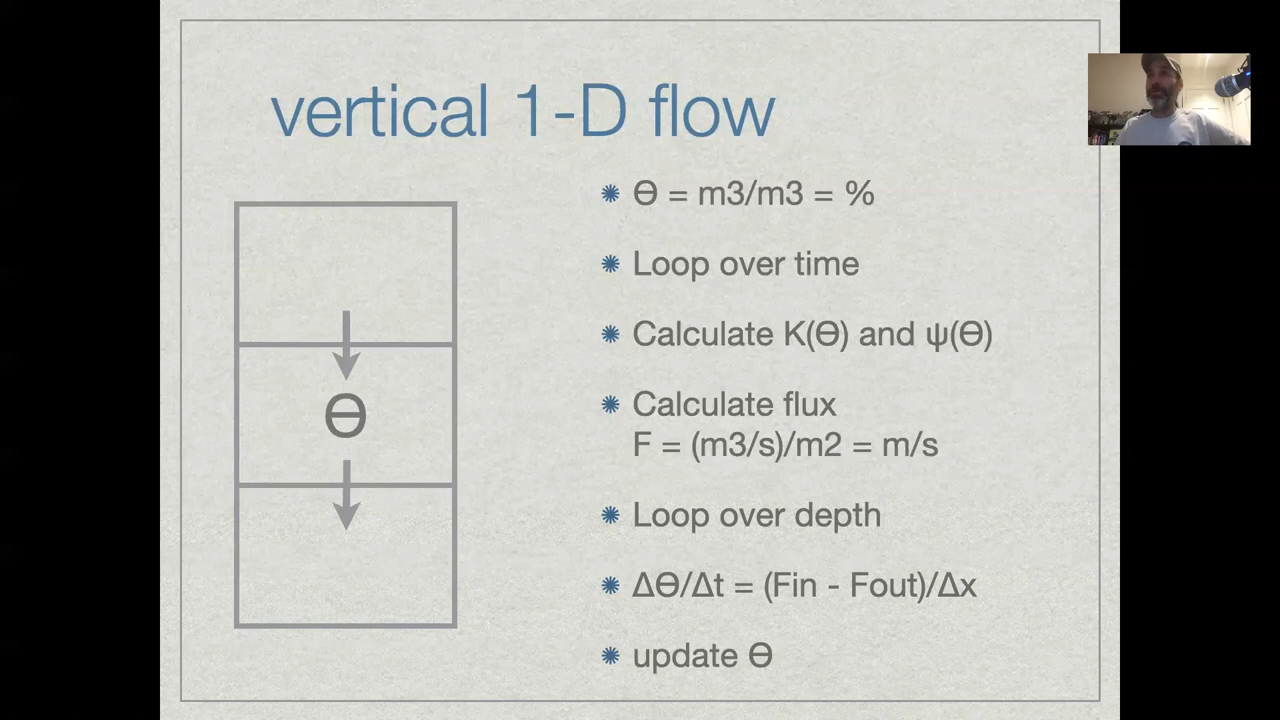 vertical 1-D flow
ϴ
ϴ = m3/m3 = %
Loop over time
Calculate K(ϴ) and ψ(ϴ)
Calculate flux
F = (m3/s)/m2 = m/s
Loop over depth
Δϴ/Δt = (Fin - Fout)/Δx
update ϴ